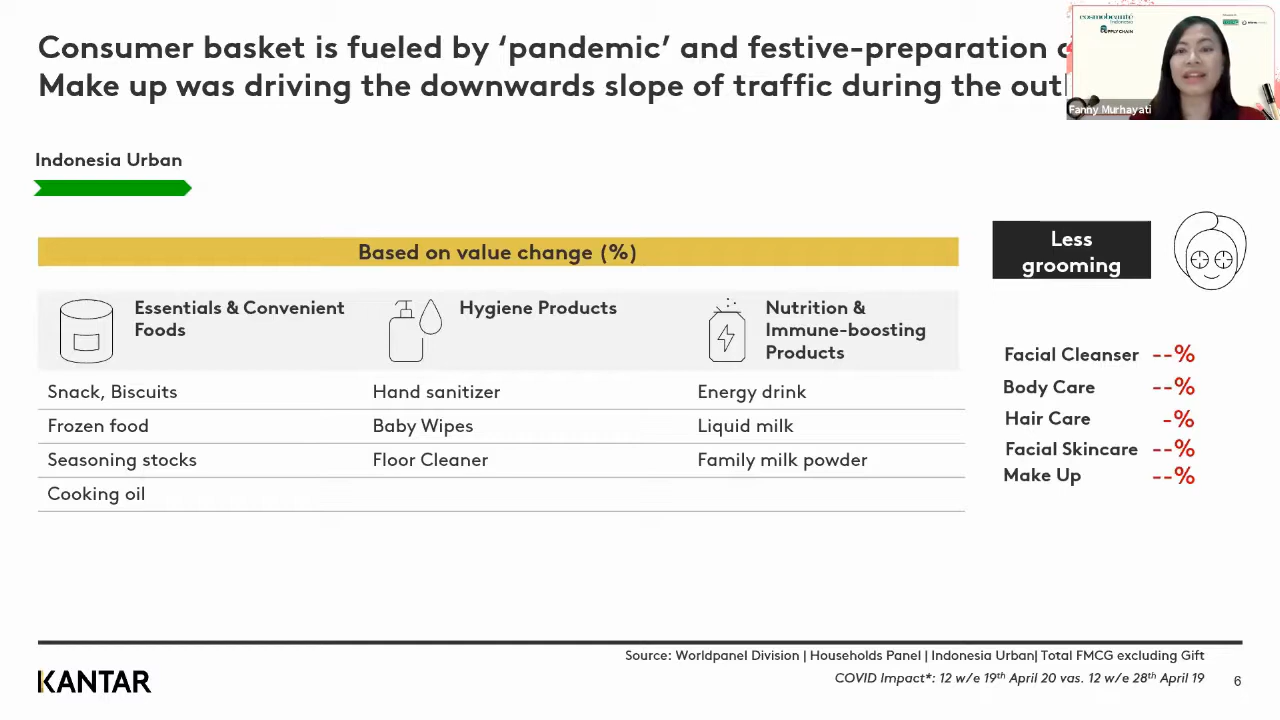 Consumer basket is fueled by ‘pandemic’ and festive-preparation
Make up was driving the downwards slope of traffic during the
cosmobeauté
indonesia
SUPPLY CHAIN
Fanny Murhayati
Indonesia Urban
Based on value change (%)
Less
grooming
Essentials & Convenient
Foods
Hygiene Products
Nutrition &
Immune-boosting
Products
Snack, Biscuits Hand sanitizer Energy drink
Frozen food Baby Wipes Liquid milk
Seasoning stocks Floor Cleaner Family milk powder
Cooking oil
Facial Cleanser --%
Body Care --%
Hair Care -%
Facial Skincare --%
Make Up --%
Source: Worldpanel Division | Households Panel | Indonesia Urban| Total FMCG excluding Gift
COVID Impact*: 12 w/e 19th April 20 vas. 12 w/e 28th April 19
6
KANTAR